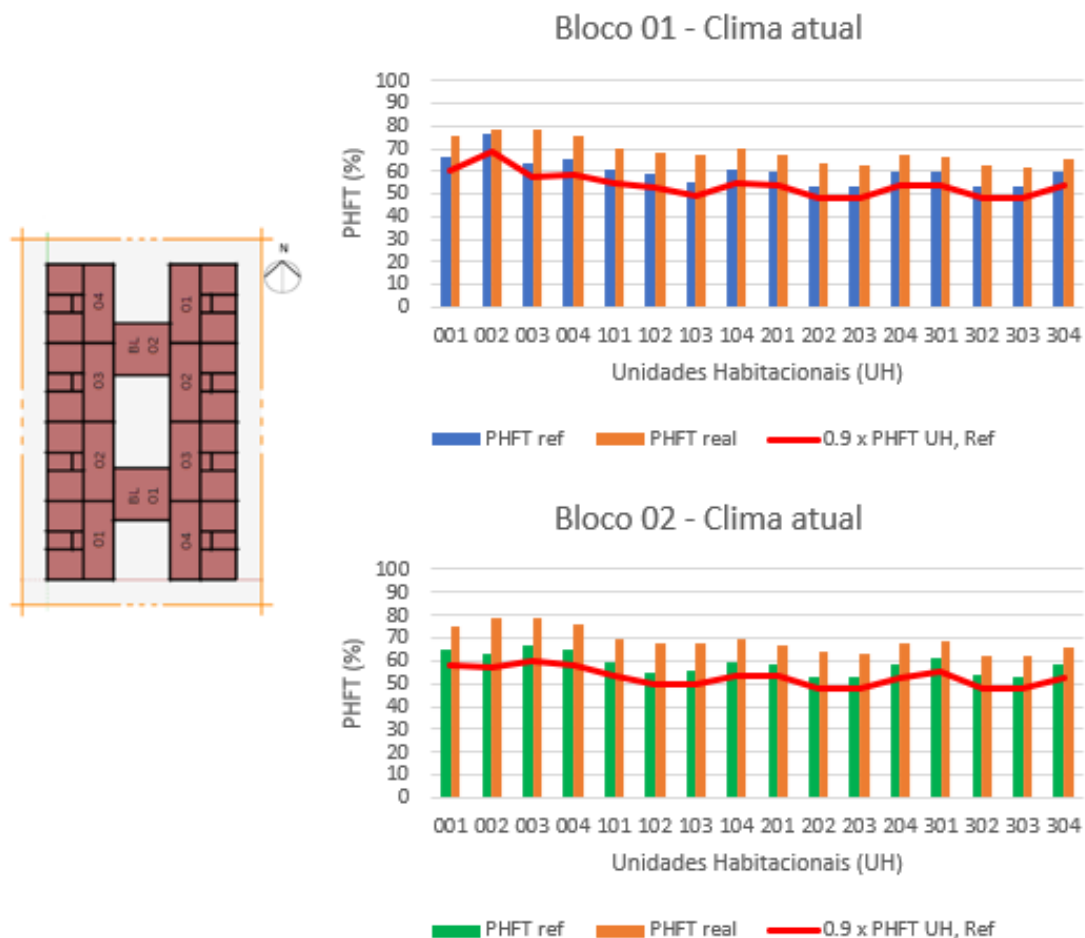 Bloco 01 - Clima atual
PHFT (%)
100
90
80
70
60
50
40
30
20
10
0
001 002 003 004 101 102 103 104 201 202 203 204 301 302 303 304
Unidades Habitacionais (UH)
PHFT ref PHFT real 0.9 x PHFT UH, Ref
N
04
01
BL
02
03
02
02
03
BL
01
01
04
Bloco 02 - Clima atual
PHFT (%)
100
90
80
70
60
50
40
30
20
10
0
001 002 003 004 101 102 103 104 201 202 203 204 301 302 303 304
Unidades Habitacionais (UH)
PHFT ref PHFT real 0.9 x PHFT UH, Ref